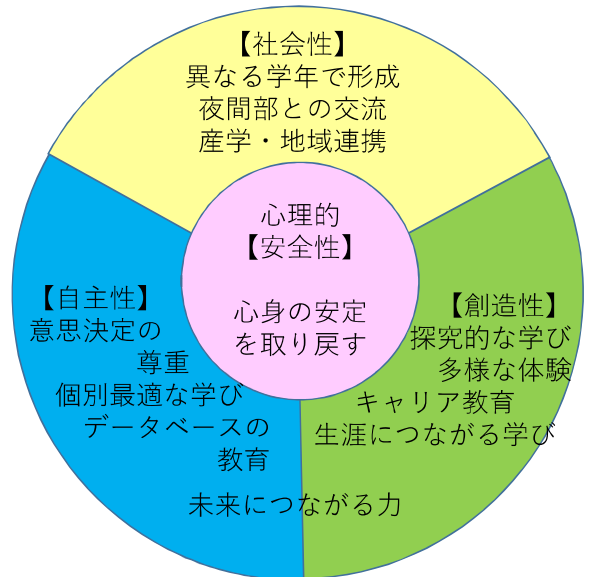 【社会性】
異なる学年で形成
夜間部との交流
産学・地域連携
心理的
【安全性】
心身の安定
を取り戻す
【自主性】
意思決定の
尊重
個別最適な学び
データベースの
教育
【創造性】
探究的な学び
多様な体験
キャリア教育
生涯につながる学び
未来につながる力